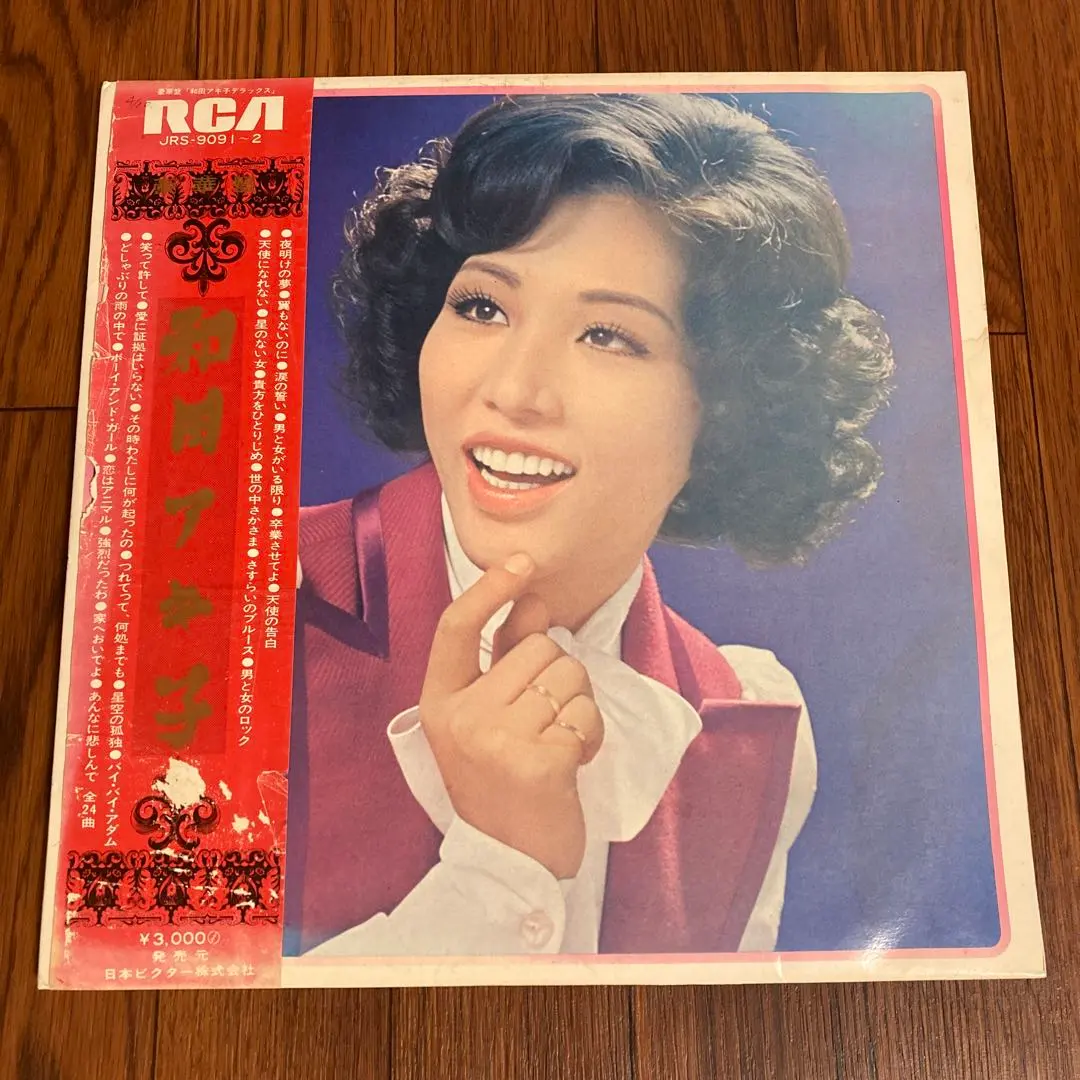 豪華盤「和田アキ子デラックス」
RCA
JRS-9091~2
豪華盤
●夜明けの夢●翼もないのに●涙の誓い●男と女がいる限り●卒業させてよ●天使の告白
●天使になれない●星のない女●貴方をひとりじめ●世の中さかさま●さすらいのブルース●男と女のロック
和田アキ子
●笑って許して●愛に証拠はいらない●その時わたしに何が起ったの●つれてって、何処までも●星空の孤独●バイ・バイ・アダム
●どしゃぶりの雨の中で●ボーイ・アンド・ガール●恋はアニマル●強烈だったわ●家へおいでよ●あんなに悲しんで 全24曲
¥3,000
発売元
日本ビクター株式会社